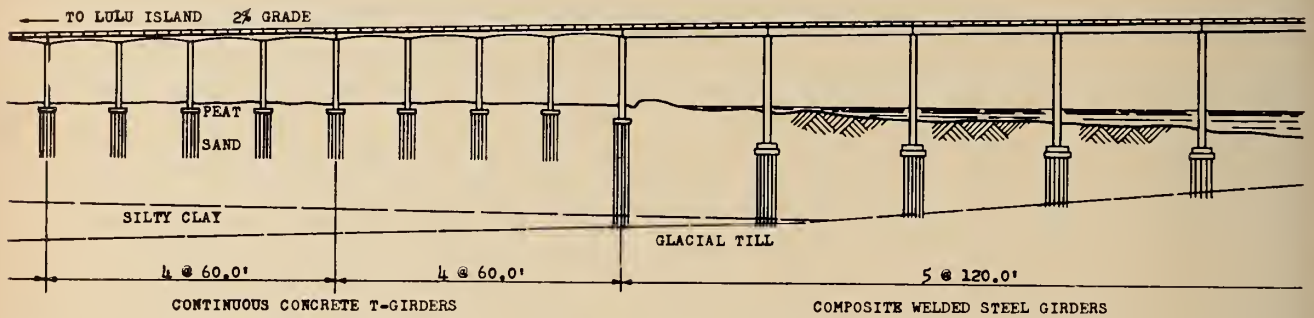 TO LULU ISLAND 2% GRADE
PEAT
SAND
SILTY CLAY
GLACIAL TILL
4 @ 60.0'
4 @ 60.0'
5 @ 120.0'
CONTINUOUS CONCRETE T-GIRDERS
COMPOSITE WELDED STEEL GIRDERS